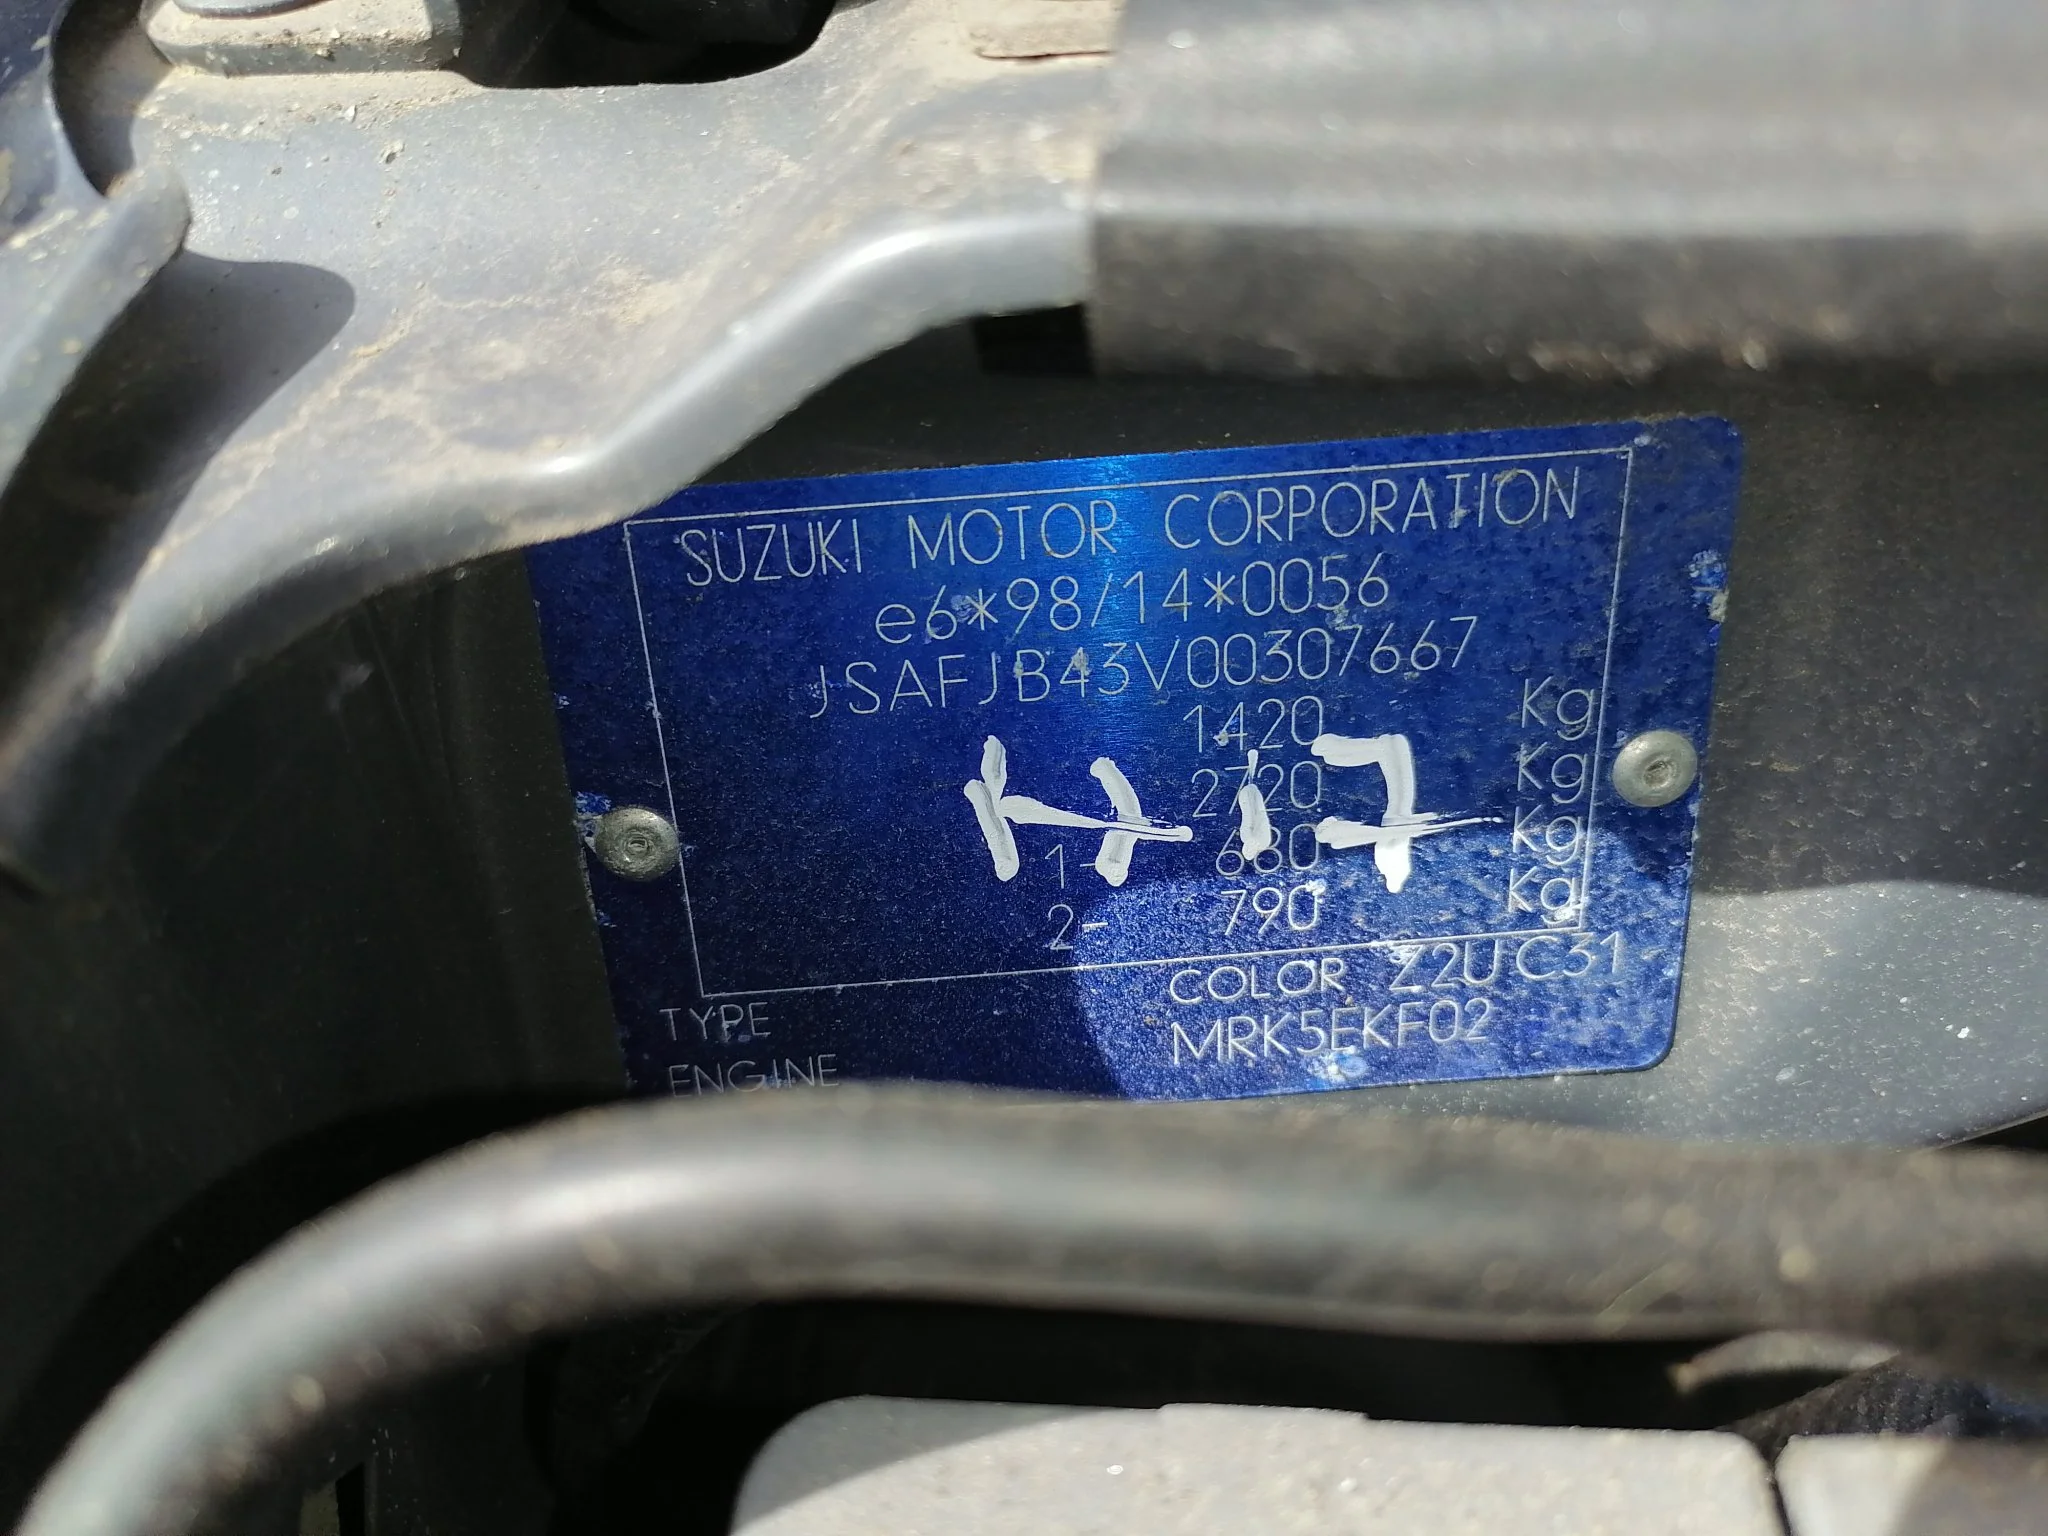 SUZUKI MOTOR CORPORATION
e6*98/14*0056
JSAFJB43V00307667
1420 Kg
2720 Kg
1- 680 Kg
2- 790 Kg
COLOR Z2U C31
TYPE MRK5EKF02
ENGINE